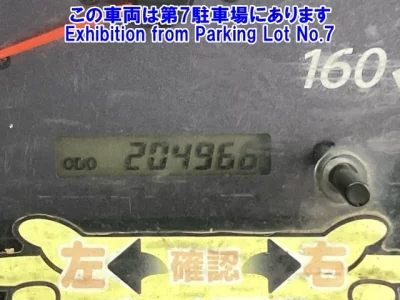 この車両は第7駐車場にあります
Exhibition from Parking Lot No.7
160
ODO 204966
左 確認 右